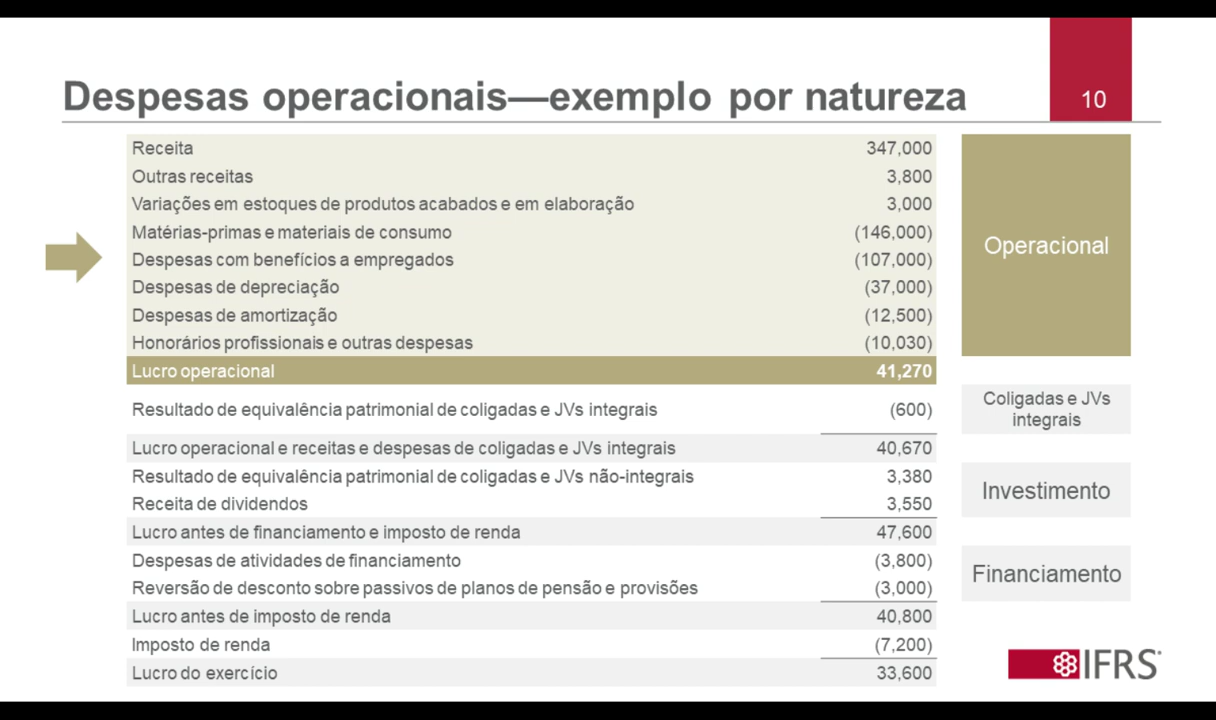 Despesas operacionais—exemplo por natureza
10
Receita 347,000
Outras receitas 3,800
Variações em estoques de produtos acabados e em elaboração 3,000
Matérias-primas e materiais de consumo (146,000)
Despesas com benefícios a empregados (107,000)
Despesas de depreciação (37,000)
Despesas de amortização (12,500)
Honorários profissionais e outras despesas (10,030)
Operacional
Lucro operacional 41,270
Resultado de equivalência patrimonial de coligadas e JVs integrais (600)
Coligadas e JVs
integrais
Lucro operacional e receitas e despesas de coligadas e JVs integrais 40,670
Resultado de equivalência patrimonial de coligadas e JVs não-integrais 3,380
Receita de dividendos 3,550
Investimento
Lucro antes de financiamento e imposto de renda 47,600
Despesas de atividades de financiamento (3,800)
Reversão de desconto sobre passivos de planos de pensão e provisões (3,000)
Financiamento
Lucro antes de imposto de renda 40,800
Imposto de renda (7,200)
Lucro do exercício 33,600
IFRS